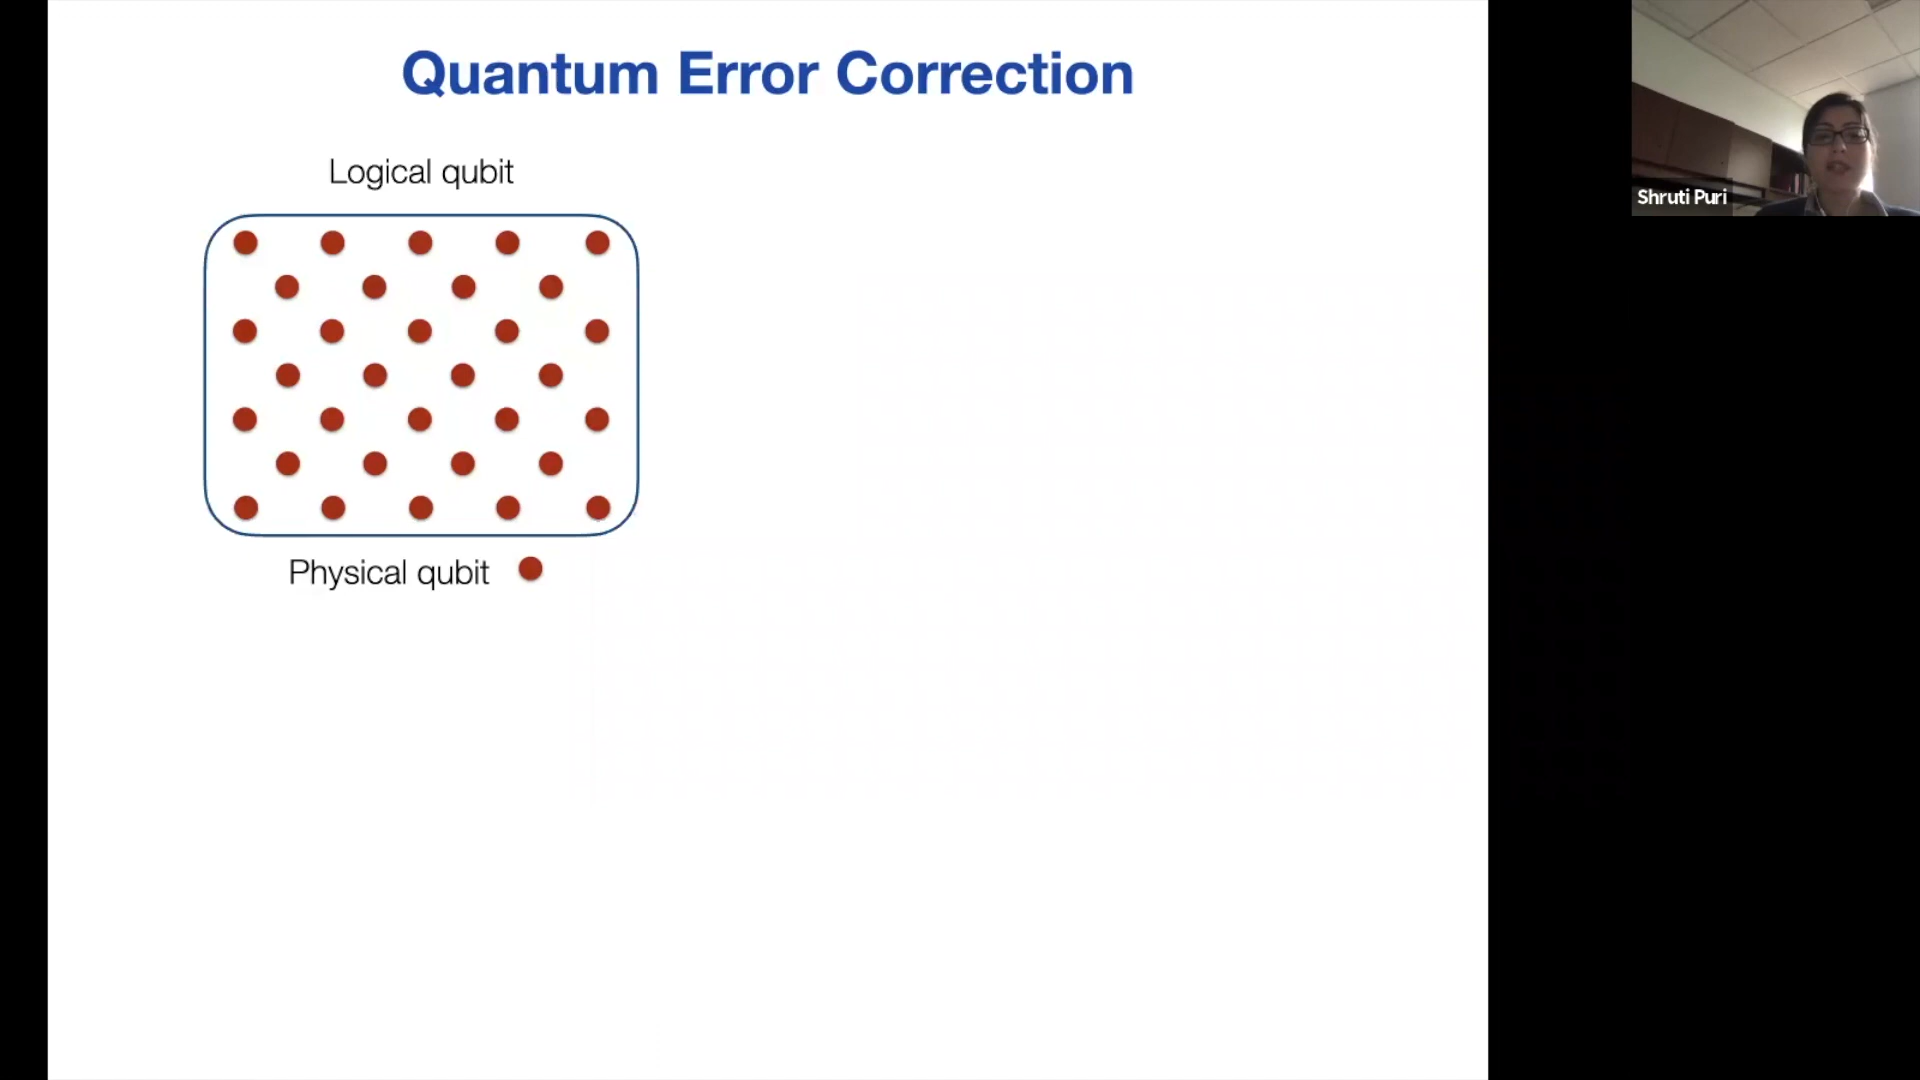 Quantum Error Correction
Logical qubit
Physical qubit
Shruti Puri